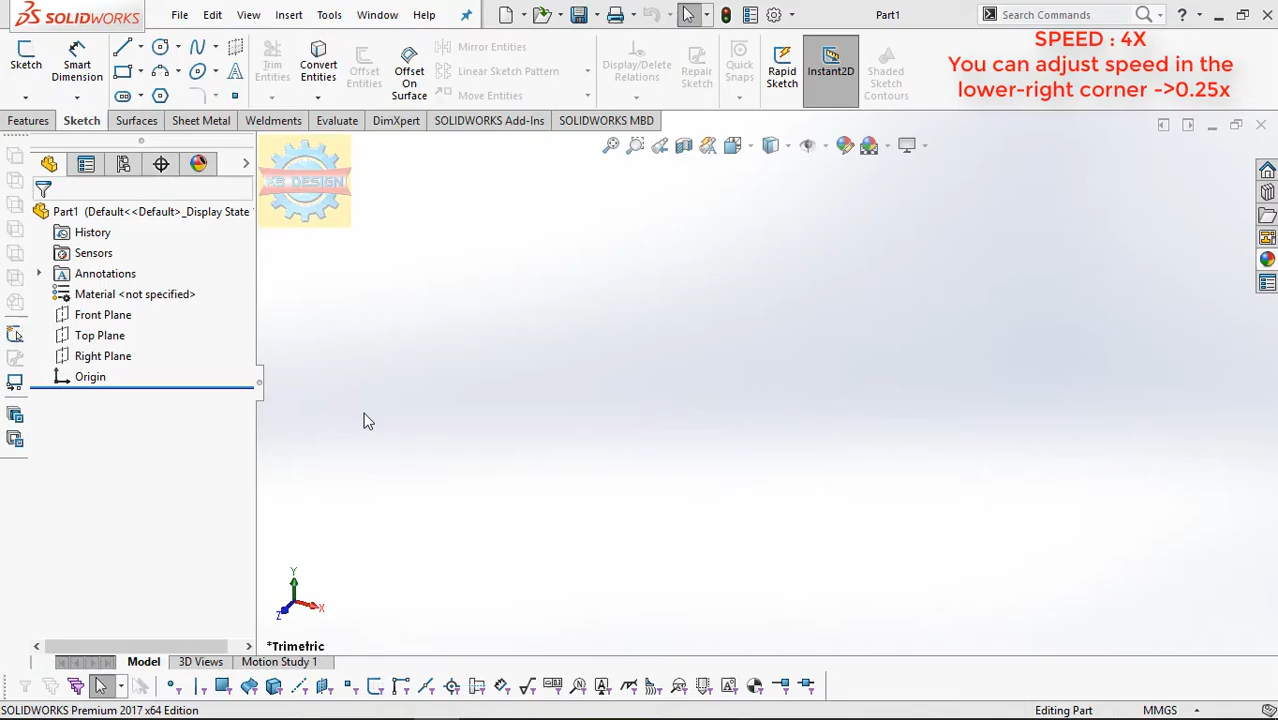 SOLIDWORKS
File
Edit
View
Insert
Tools
Window
Help
Part1
Search Commands
SPEED : 4X
You can adjust speed in the
lower-right corner ->0.25x
Sketch
Smart
Dimension
Trim
Entities
Convert
Entities
Offset
Entities
Offset
On
Surface
Mirror Entities
Linear Sketch Pattern
Move Entities
Display/Delete
Relations
Repair
Sketch
Quick
Snaps
Rapid
Sketch
Instant2D
Shaded
Sketch
Contours
Features
Sketch
Surfaces
Sheet Metal
Weldments
Evaluate
DimXpert
SOLIDWORKS Add-Ins
SOLIDWORKS MBD
Part1 (Default<<Default>_Display State
History
Sensors
Annotations
Material <not specified>
Front Plane
Top Plane
Right Plane
Origin
Y
X
Z
*Trimetric
Model
3D Views
Motion Study 1
SOLIDWORKS Premium 2017 x64 Edition
Editing Part
MMGS